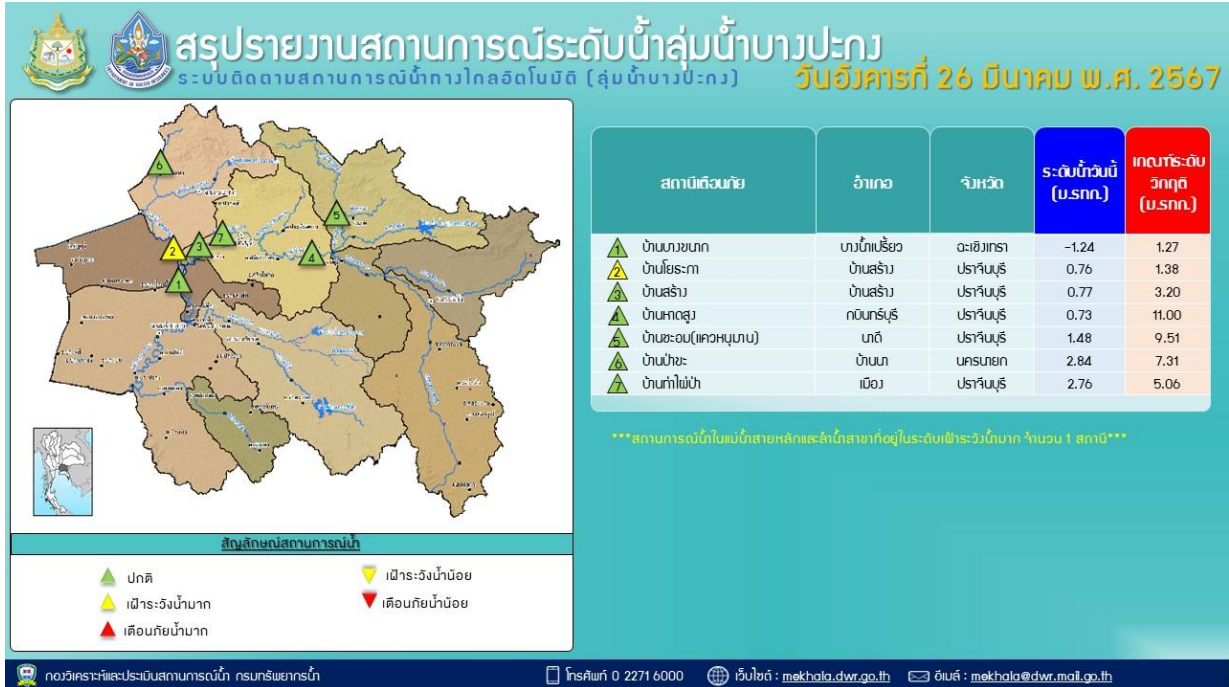 สรุปรายงานสถานการณ์ระดับน้ำลุ่มน้ำบางปะกง
ระบบติดตามสถานการณ์น้ำทางไกลอัตโนมัติ (ลุ่มน้ำบางปะกง)
วันอังคารที่ 26 มีนาคม พ.ศ. 2567
สถานีเตือนภัย อำเภอ จังหวัด ระดับน้ำวันนี้ (ม.รทก.) เกณฑ์ระดับวิกฤติ (ม.รทก.)
1 บ้านบางขนาก บางน้ำเปรี้ยว ฉะเชิงเทรา -1.24 1.27
2 บ้านโยธะกา บ้านสร้าง ปราจีนบุรี 0.76 1.38
3 บ้านสร้าง บ้านสร้าง ปราจีนบุรี 0.77 3.20
4 บ้านหาดสูง กบินทร์บุรี ปราจีนบุรี 0.73 11.00
5 บ้านชะอม(แควหนุมาน) นาดี ปราจีนบุรี 1.48 9.51
6 บ้านป่าขะ บ้านนา นครนายก 2.84 7.31
7 บ้านท่าไผ่ป่า เมือง ปราจีนบุรี 2.76 5.06
***สถานการณ์น้ำในแม่น้ำสายหลักและลำน้ำสาขาที่อยู่ในระดับเฝ้าระวังน้ำมาก จำนวน 1 สถานี***
6
5
7
2
3
4
1
สัญลักษณ์สถานการณ์น้ำ
ปกติ
เฝ้าระวังน้ำน้อย
เฝ้าระวังน้ำมาก
เตือนภัยน้ำน้อย
เตือนภัยน้ำมาก
กองวิเคราะห์และประเมินสถานการณ์น้ำ กรมทรัพยากรน้ำ
โทรศัพท์ 0 2271 6000
เว็บไซต์ : mekhala.dwr.go.th
อีเมล์ : mekhala@dwr.mail.go.th